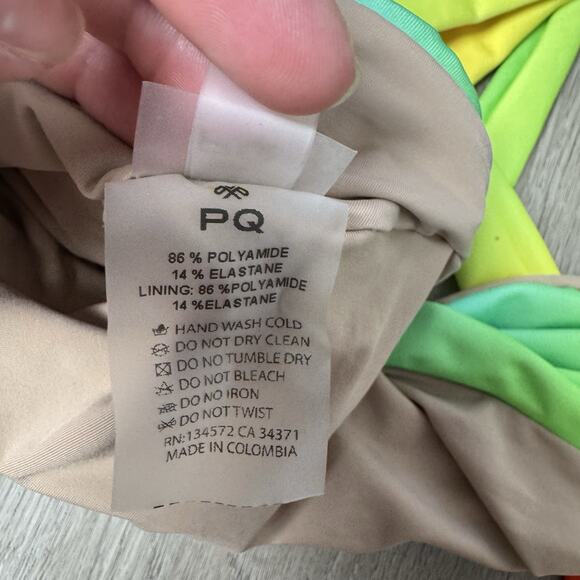 PQ
86 % POLYAMIDE
14 % ELASTANE
LINING: 86 %POLYAMIDE
14 %ELASTANE
HAND WASH COLD
DO NOT DRY CLEAN
DO NOT TUMBLE DRY
DO NOT BLEACH
DO NO IRON
DO NOT TWIST
RN:134572 CA 34371
MADE IN COLOMBIA